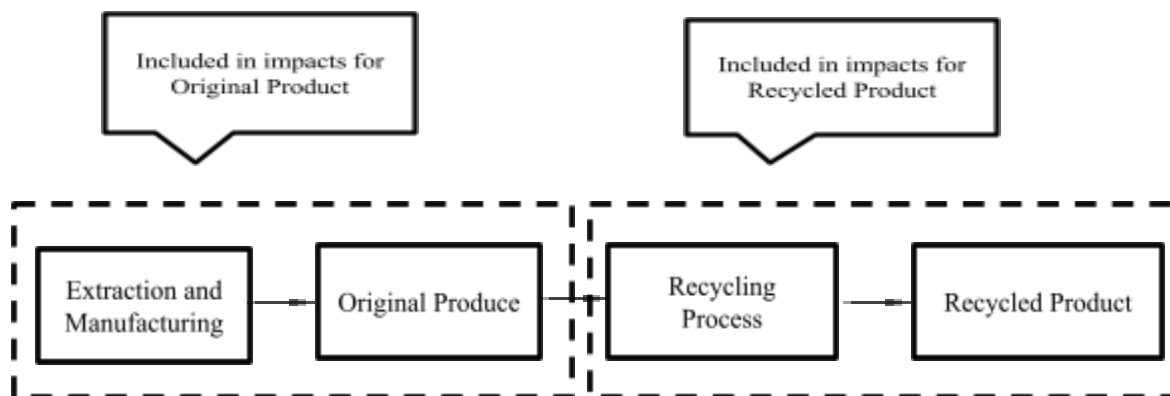 Included in impacts for
Original Product
Included in impacts for
Recycled Product
Extraction and
Manufacturing
Original Produce
Recycling
Process
Recycled Product